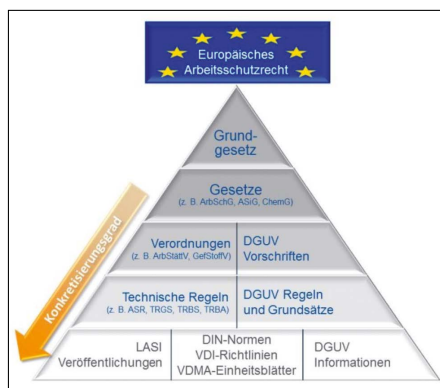 Europäisches
Arbeitsschutzrecht
Grund-
gesetz
Gesetze
(z. B. ArbSchG, ASiG, ChemG)
Konkretisierungsgrad
Verordnungen
(z. B. ArbStättV, GefStoffV)
DGUV
Vorschriften
Technische Regeln
(z. B. ASR, TRGS, TRBS, TRBA)
DGUV Regeln
und Grundsätze
LASI
Veröffentlichungen
DIN-Normen
VDI-Richtlinien
VDMA-Einheitsblätter
DGUV
Informationen